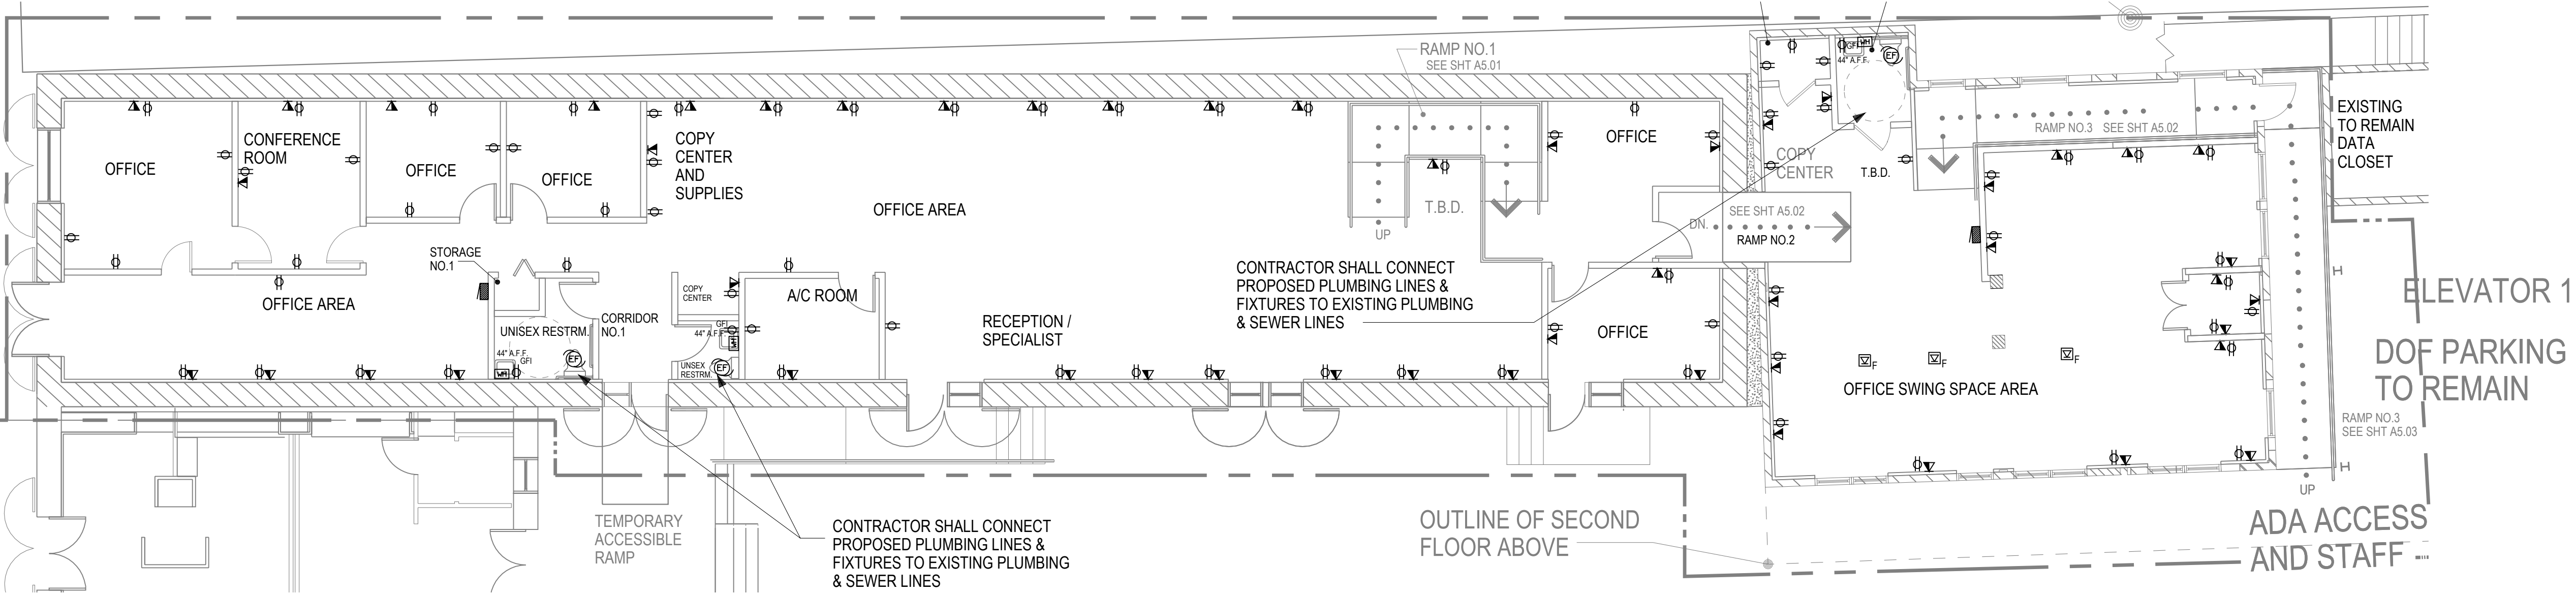 RAMP NO.1
SEE SHT A5.01
GFI
WH
44" A.F.F.
EF
EXISTING
TO REMAIN
DATA
CLOSET
RAMP NO.3 SEE SHT A5.02
OFFICE
CONFERENCE
ROOM
OFFICE
OFFICE
COPY
CENTER
AND
SUPPLIES
OFFICE AREA
T.B.D.
UP
OFFICE
COPY
CENTER
T.B.D.
SEE SHT A5.02
DN.
RAMP NO.2
STORAGE
NO.1
OFFICE AREA
UNISEX RESTRM.
44" A.F.F.
GFI
WH
EF
CORRIDOR
NO.1
COPY
CENTER
GFI
44" A.F.F.
WH
UNSEX
RESTRM.
EF
A/C ROOM
RECEPTION /
SPECIALIST
CONTRACTOR SHALL CONNECT
PROPOSED PLUMBING LINES &
FIXTURES TO EXISTING PLUMBING
& SEWER LINES
OFFICE
F
F
F
OFFICE SWING SPACE AREA
ELEVATOR 1
DOF PARKING
TO REMAIN
RAMP NO.3
SEE SHT A5.03
UP
TEMPORARY
ACCESSIBLE
RAMP
CONTRACTOR SHALL CONNECT
PROPOSED PLUMBING LINES &
FIXTURES TO EXISTING PLUMBING
& SEWER LINES
OUTLINE OF SECOND
FLOOR ABOVE
ADA ACCESS
AND STAFF